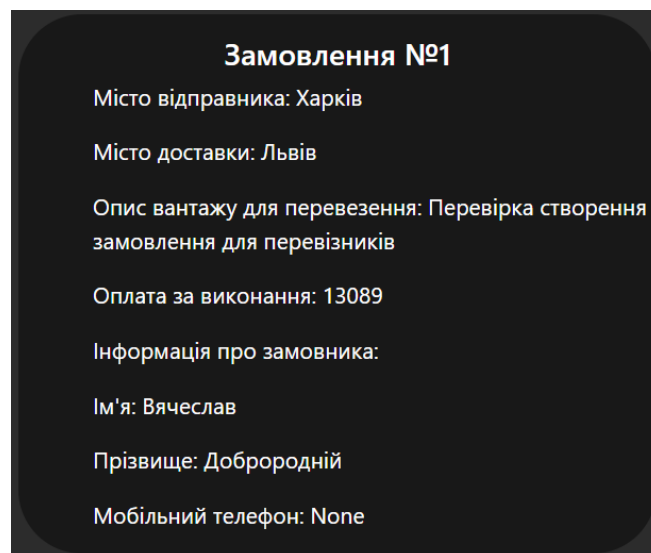 Замовлення №1
Місто відправника: Харків
Місто доставки: Львів
Опис вантажу для перевезення: Перевірка створення
замовлення для перевізників
Оплата за виконання: 13089
Інформація про замовника:
Ім'я: Вячеслав
Прізвище: Доброродній
Мобільний телефон: None